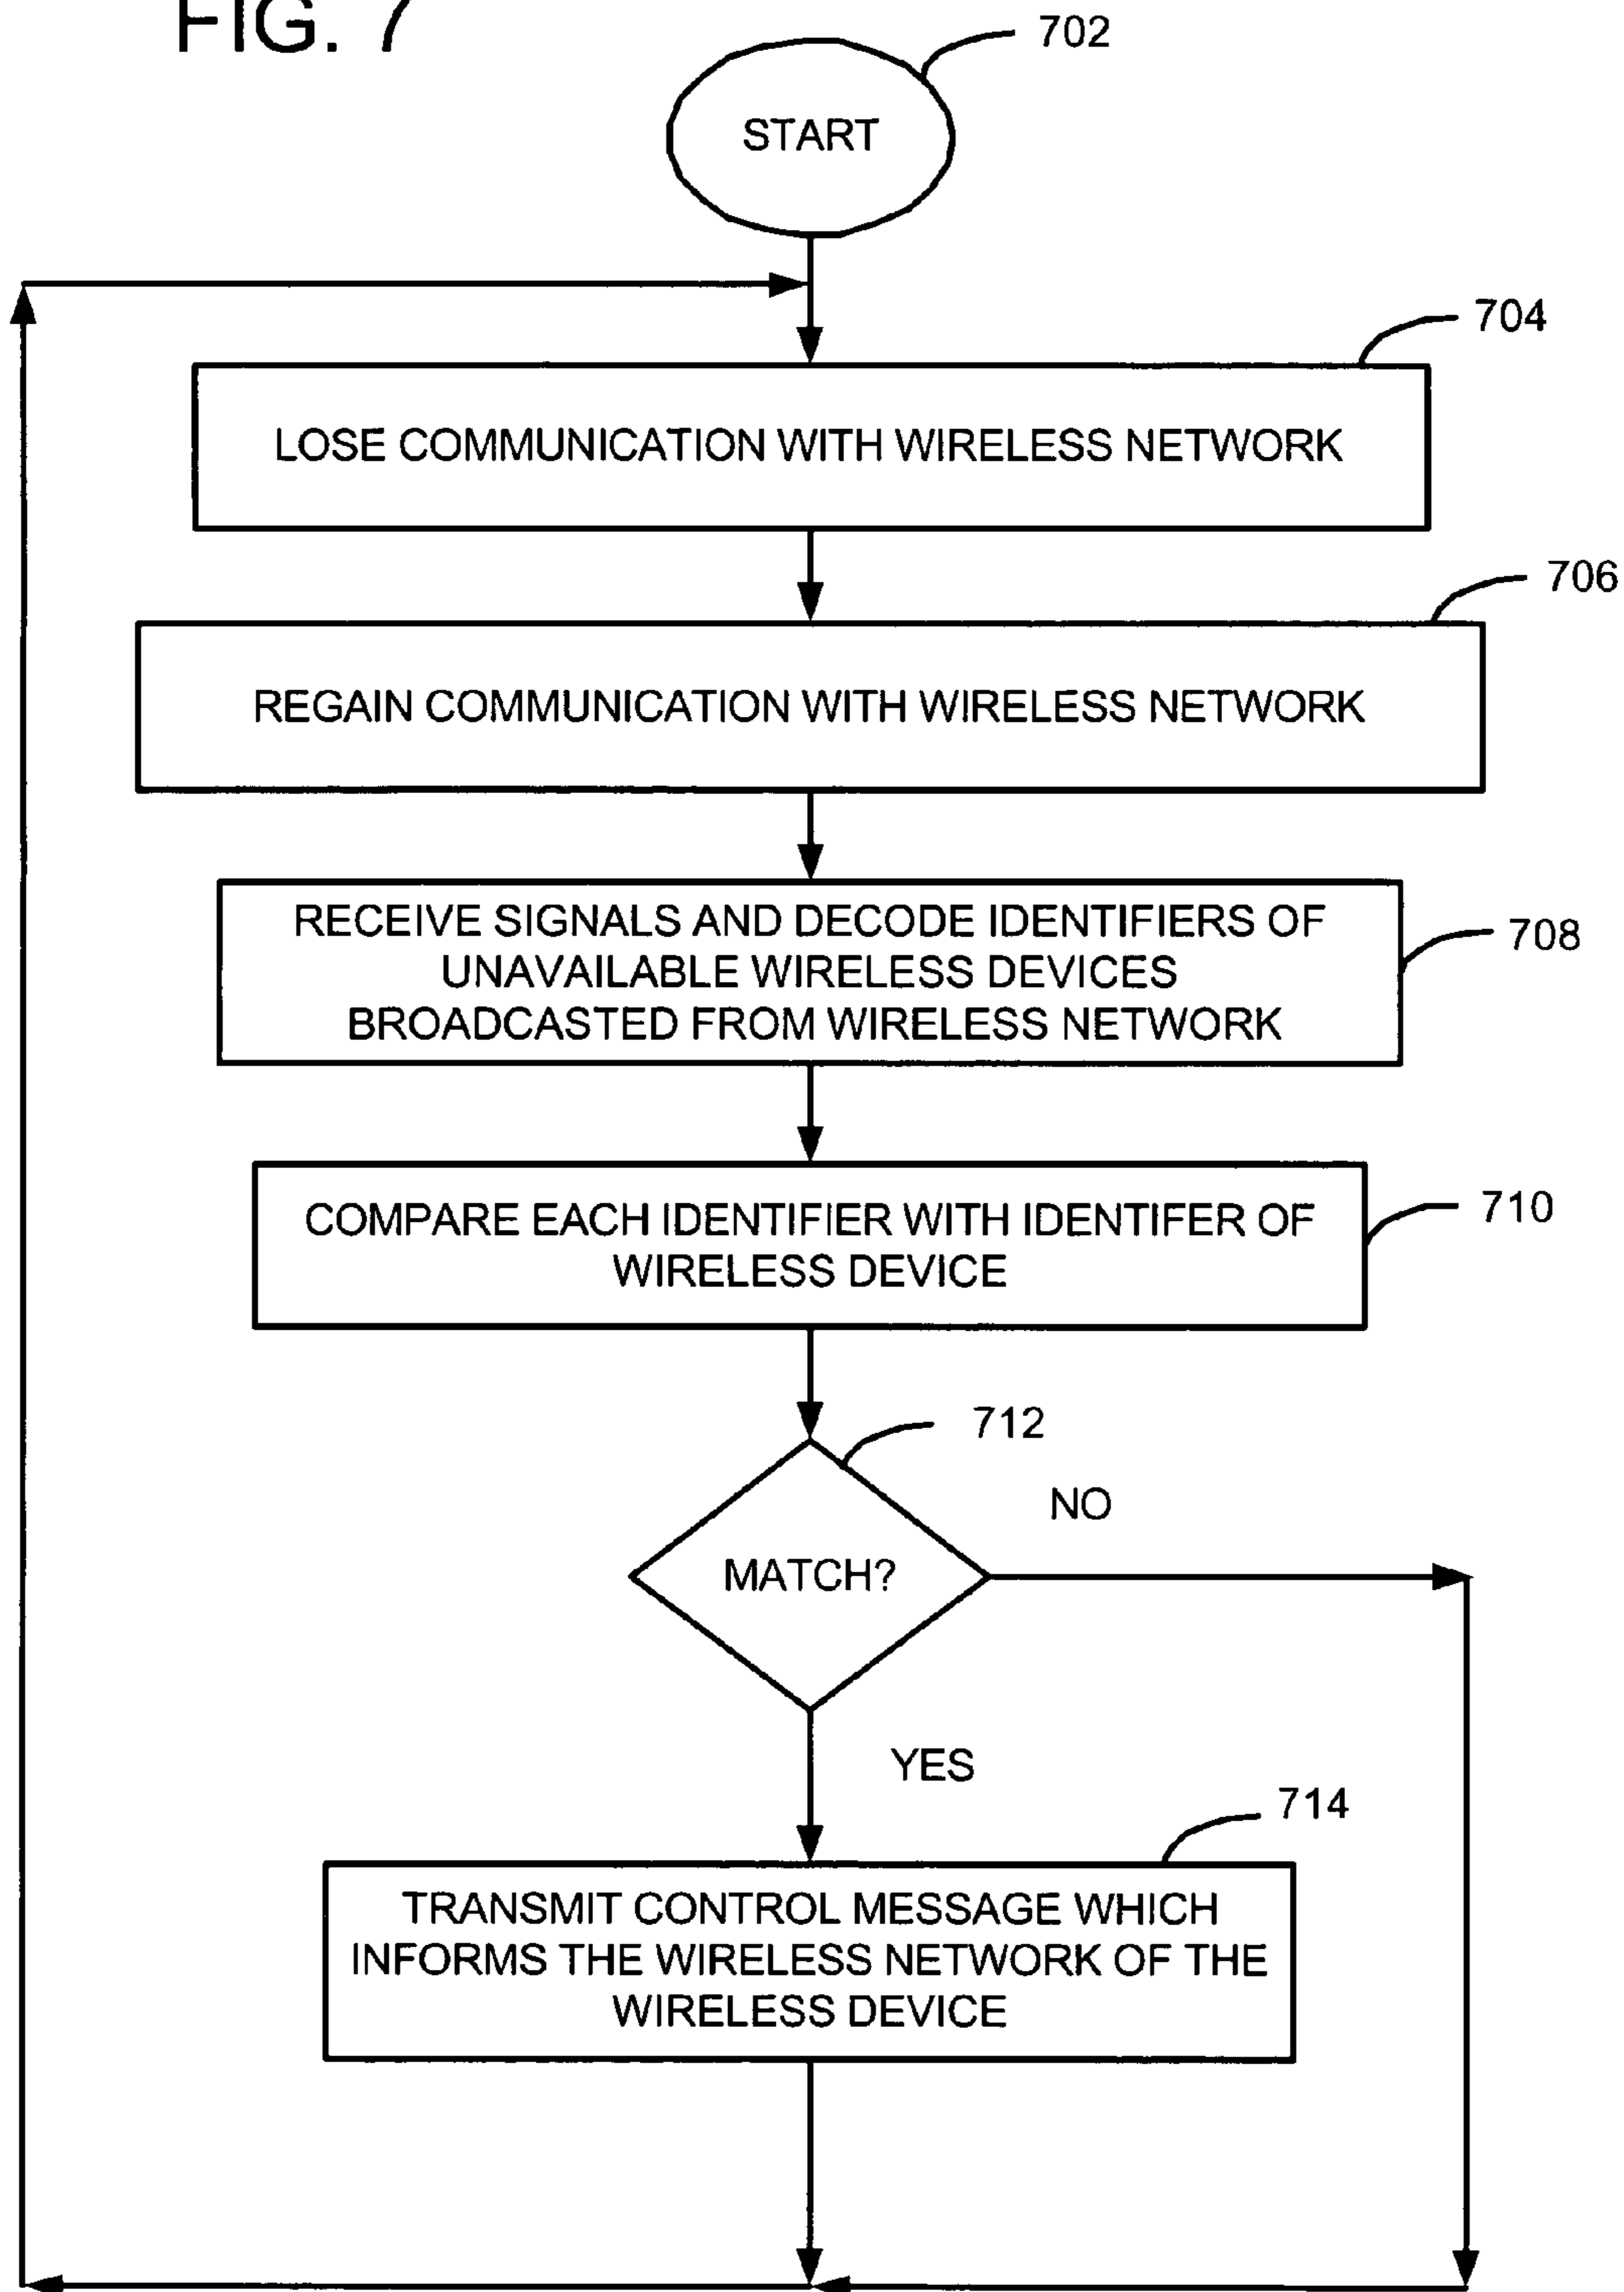 FIG. 7
702
START
704
LOSE COMMUNICATION WITH WIRELESS NETWORK
706
REGAIN COMMUNICATION WITH WIRELESS NETWORK
RECEIVE SIGNALS AND DECODE IDENTIFIERS OF
UNAVAILABLE WIRELESS DEVICES
BROADCASTED FROM WIRELESS NETWORK
708
COMPARE EACH IDENTIFIER WITH IDENTIFER OF
WIRELESS DEVICE
710
712
NO
MATCH?
YES
714
TRANSMIT CONTROL MESSAGE WHICH
INFORMS THE WIRELESS NETWORK OF THE
WIRELESS DEVICE